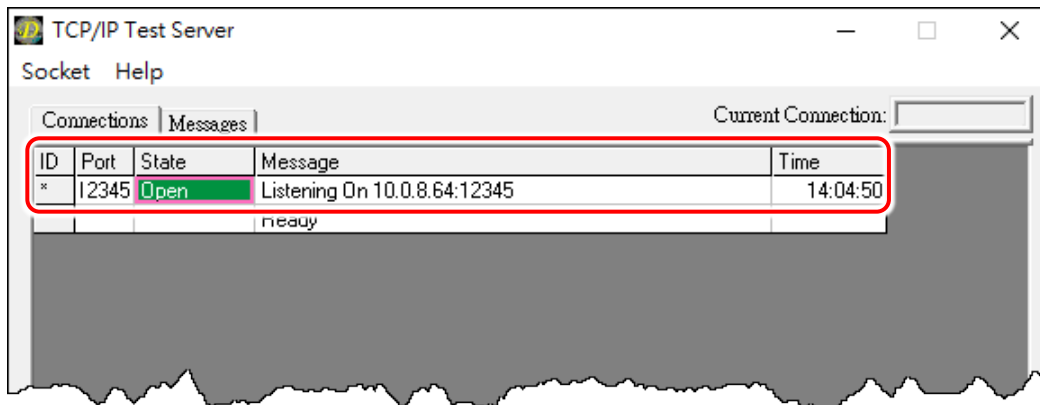 TCP/IP Test Server
Socket Help
Connections Messages Current Connection:
ID Port State Message Time
* 12345 Open Listening On 10.0.8.64:12345 14:04:50
Ready